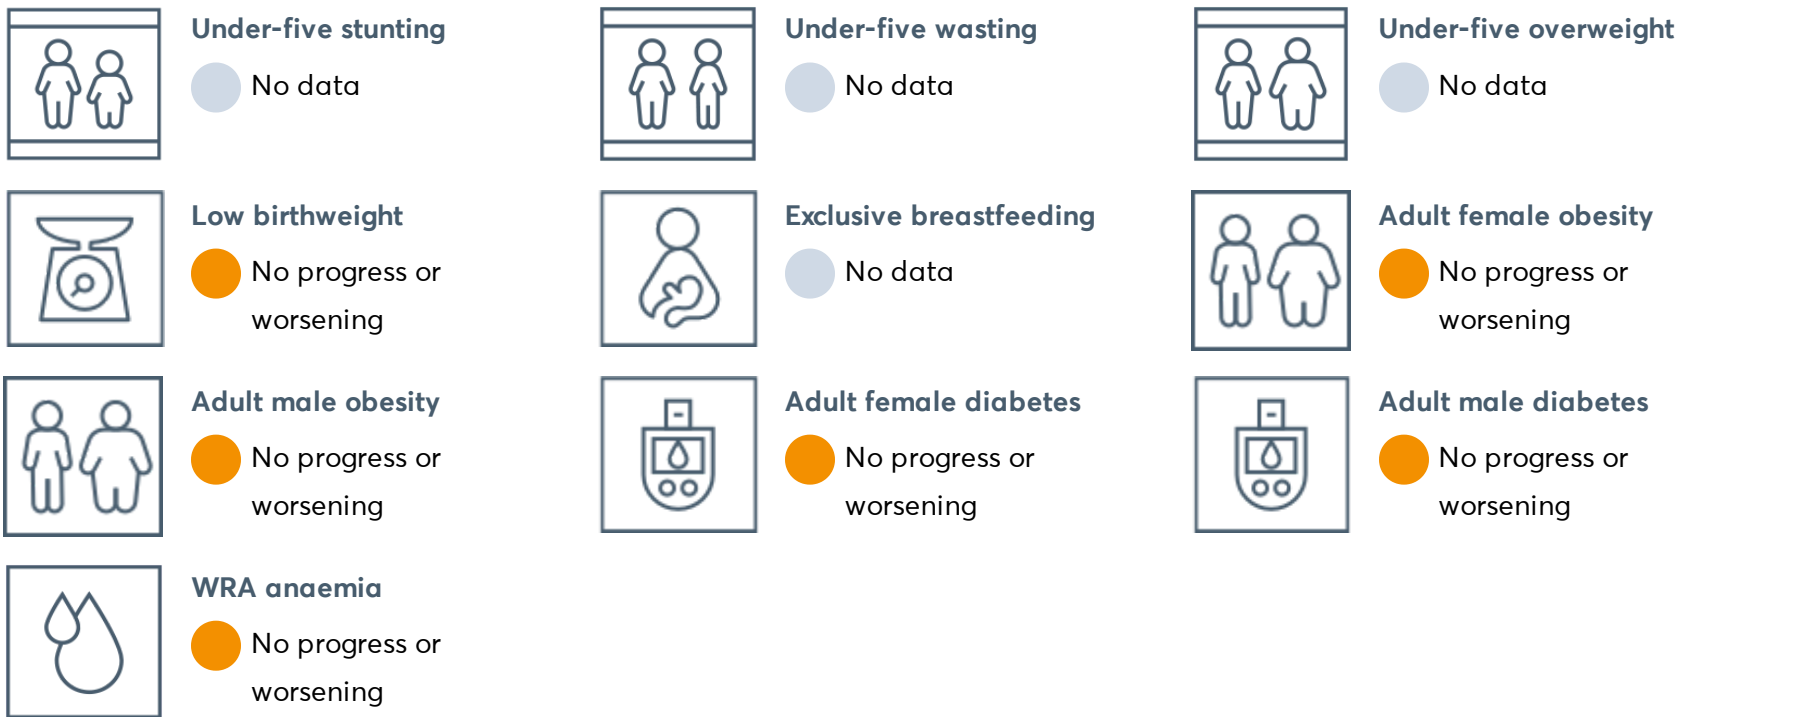 Under-five stunting
No data
Under-five wasting
No data
Under-five overweight
No data
Low birthweight
No progress or
worsening
Exclusive breastfeeding
No data
Adult female obesity
No progress or
worsening
Adult male obesity
No progress or
worsening
Adult female diabetes
No progress or
worsening
Adult male diabetes
No progress or
worsening
WRA anaemia
No progress or
worsening